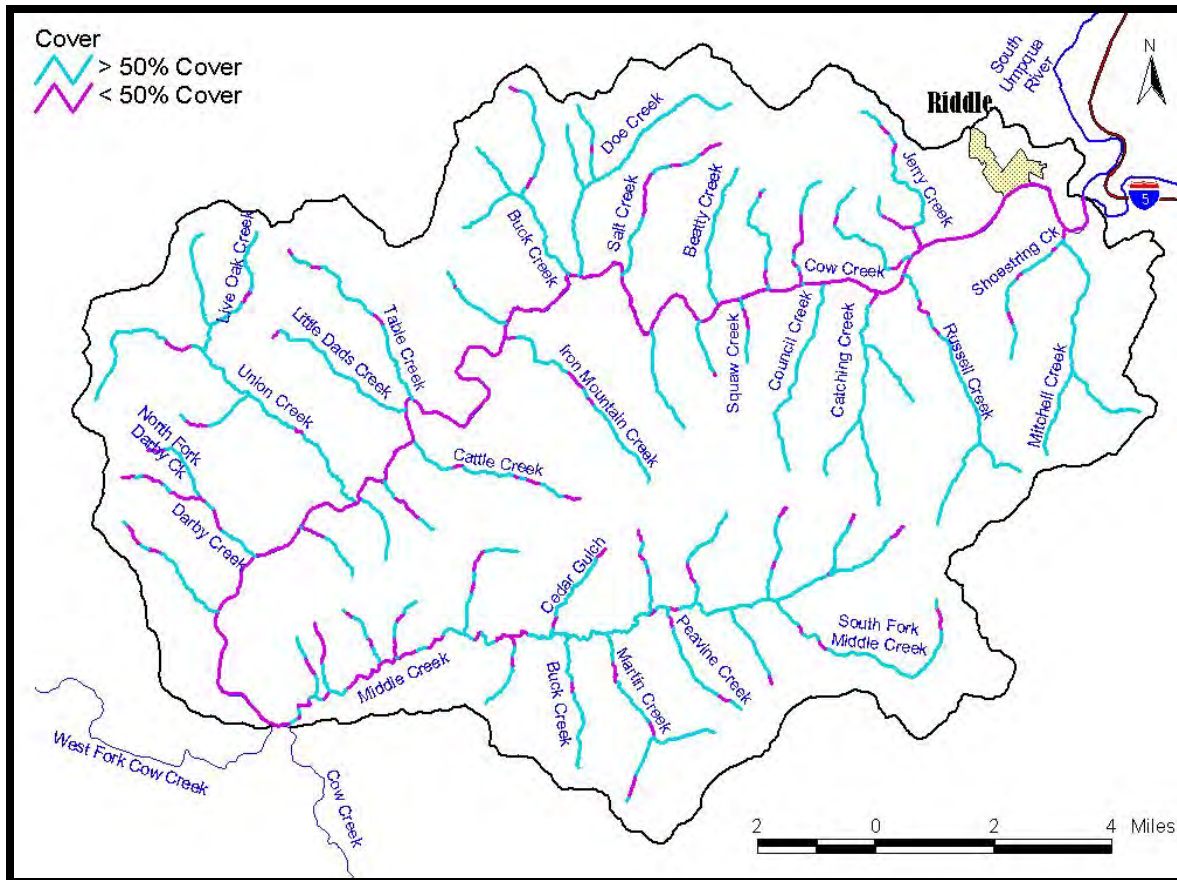 Cover
> 50% Cover
< 50% Cover
South
Umpqua
River
N
Riddle
5
Doe Creek
Jerry Creek
Salt Creek
Beatty Creek
Buck Creek
Live Oak Creek
Cow Creek
Shoestring Ck
Table Creek
Little Dads Creek
Squaw Creek
Council Creek
Catching Creek
Russell Creek
Mitchell Creek
Iron Mountain Creek
Union Creek
North Fork
Darby Ck
Cattle Creek
Darby Creek
Cedar Gulch
South Fork
Middle Creek
Peavine Creek
Martin Creek
Buck Creek
Middle Creek
West Fork Cow Creek
Cow Creek
2 0 2 4 Miles